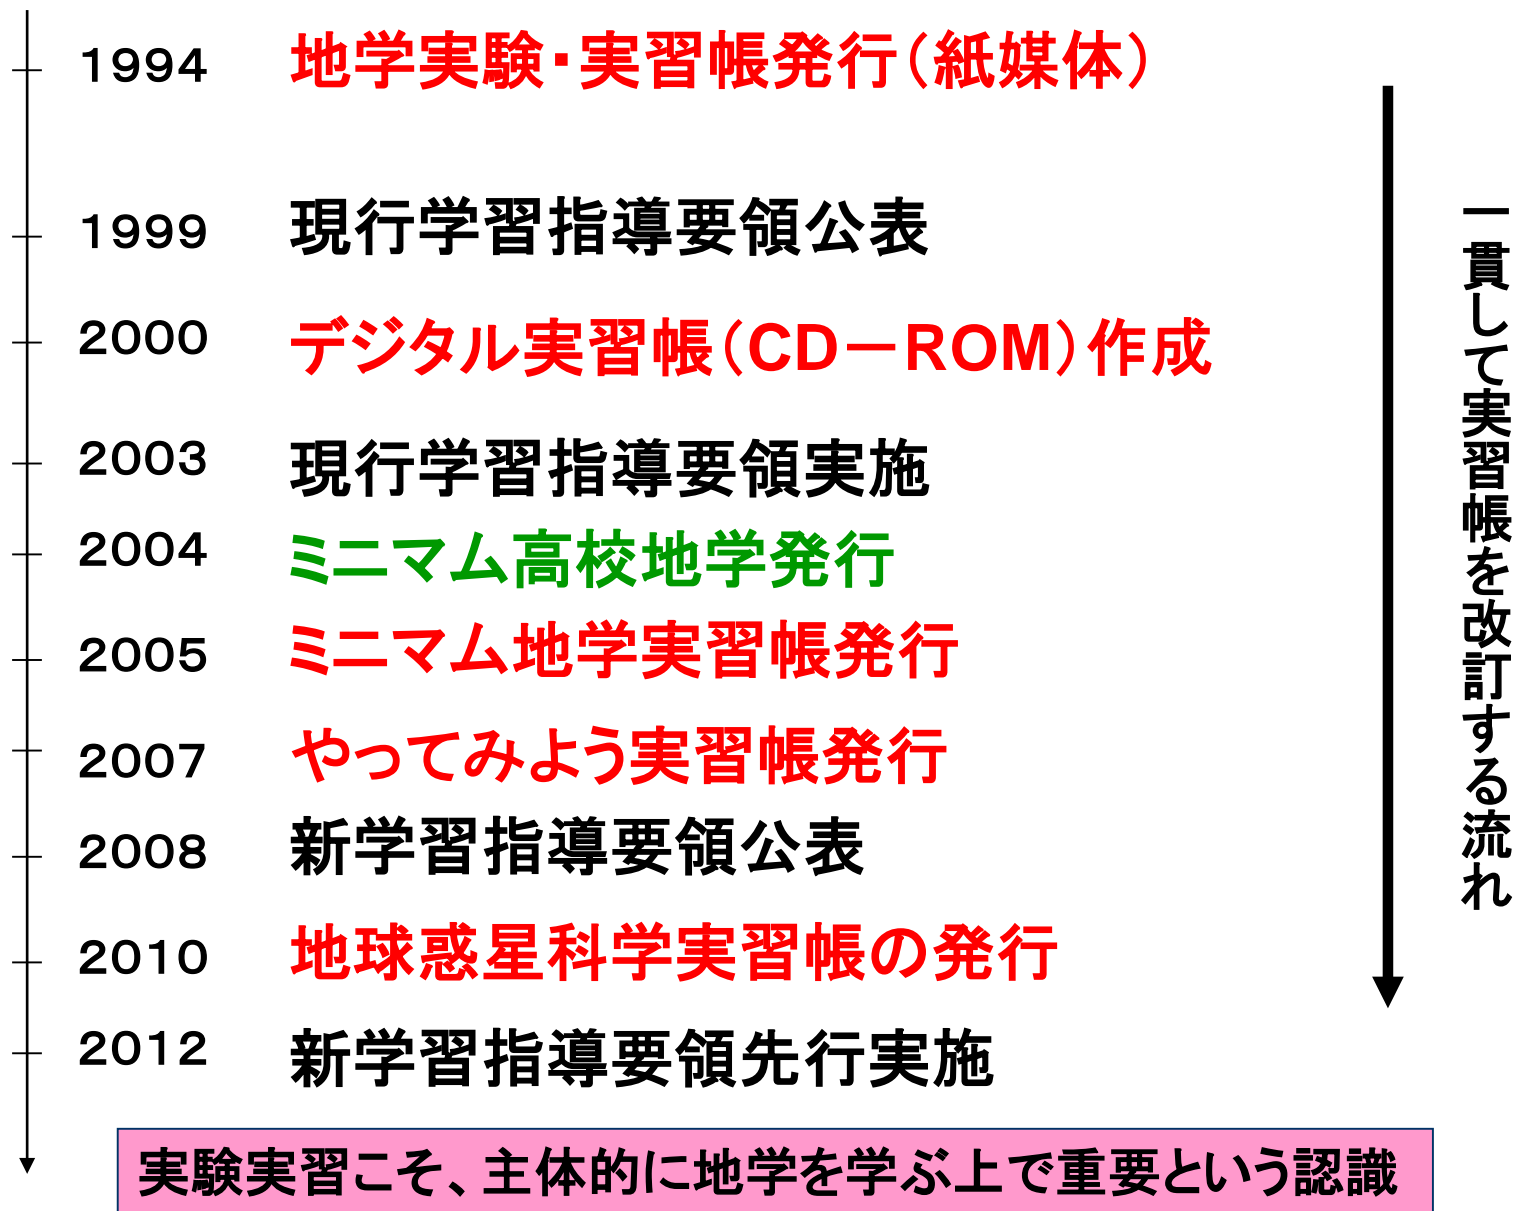 1994 地学実験・実習帳発行（紙媒体）
1999 現行学習指導要領公表
2000 デジタル実習帳（CD－ROM）作成
2003 現行学習指導要領実施
2004 ミニマム高校地学発行
2005 ミニマム地学実習帳発行
2007 やってみよう実習帳発行
2008 新学習指導要領公表
2010 地球惑星科学実習帳の発行
2012 新学習指導要領先行実施
一貫して実習帳を改訂する流れ
実験実習こそ、主体的に地学を学ぶ上で重要という認識